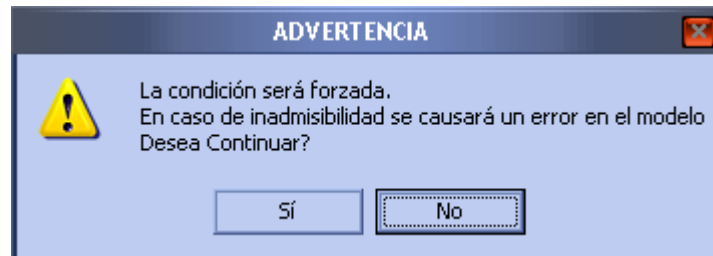 ADVERTENCIA
La condición será forzada.
En caso de inadmisibilidad se causará un error en el modelo
Desea Continuar?
Sí
No